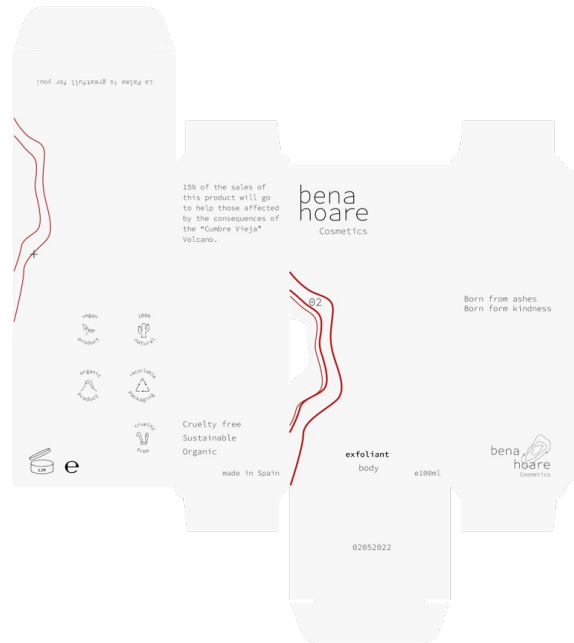 La Palma is greatfull for you!
15% of the sales of
this product will go
to help those affected
by the consequences of
the “Cumbre Vieja”
Volcano.
bena
hoare
Cosmetics
02
Born from ashes
Born form kindness
vegan
product
100%
natural
organic
product
recyclable
packaging
cruelty
free
12M
e
Cruelty free
Sustainable
Organic
made in Spain
exfoliant
body
e100ml
bena
hoare
Cosmetics
02052022